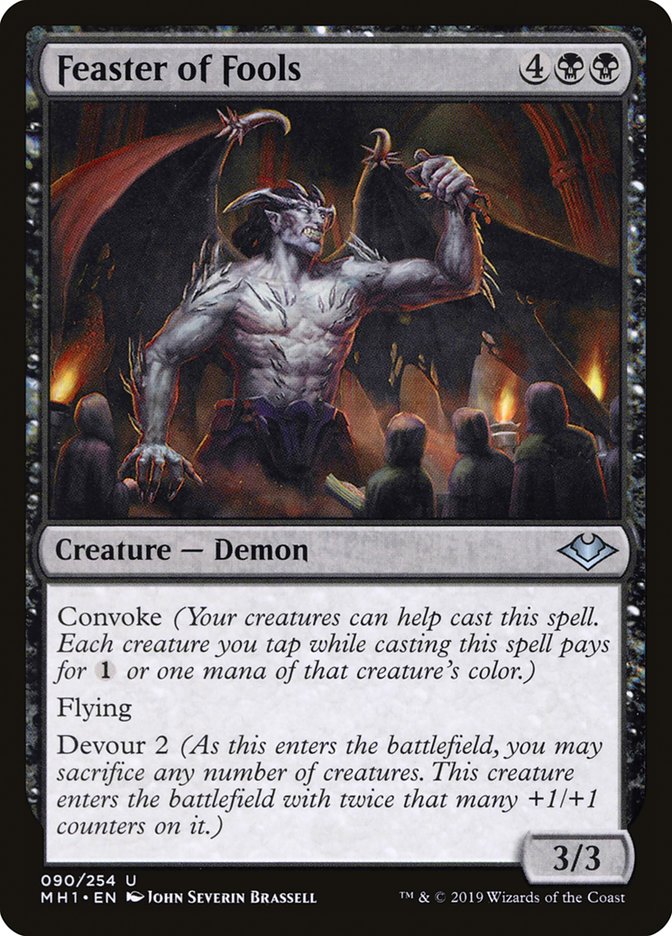 Feaster of Fools 4
Creature — Demon
Convoke (Your creatures can help cast this spell.
Each creature you tap while casting this spell pays
for 1 or one mana of that creature's color.)
Flying
Devour 2 (As this enters the battlefield, you may
sacrifice any number of creatures. This creature
enters the battlefield with twice that many +1/+1
counters on it.)
3/3
090/254 U
MH1 • EN John Severin Brassell ™ & © 2019 Wizards of the Coast